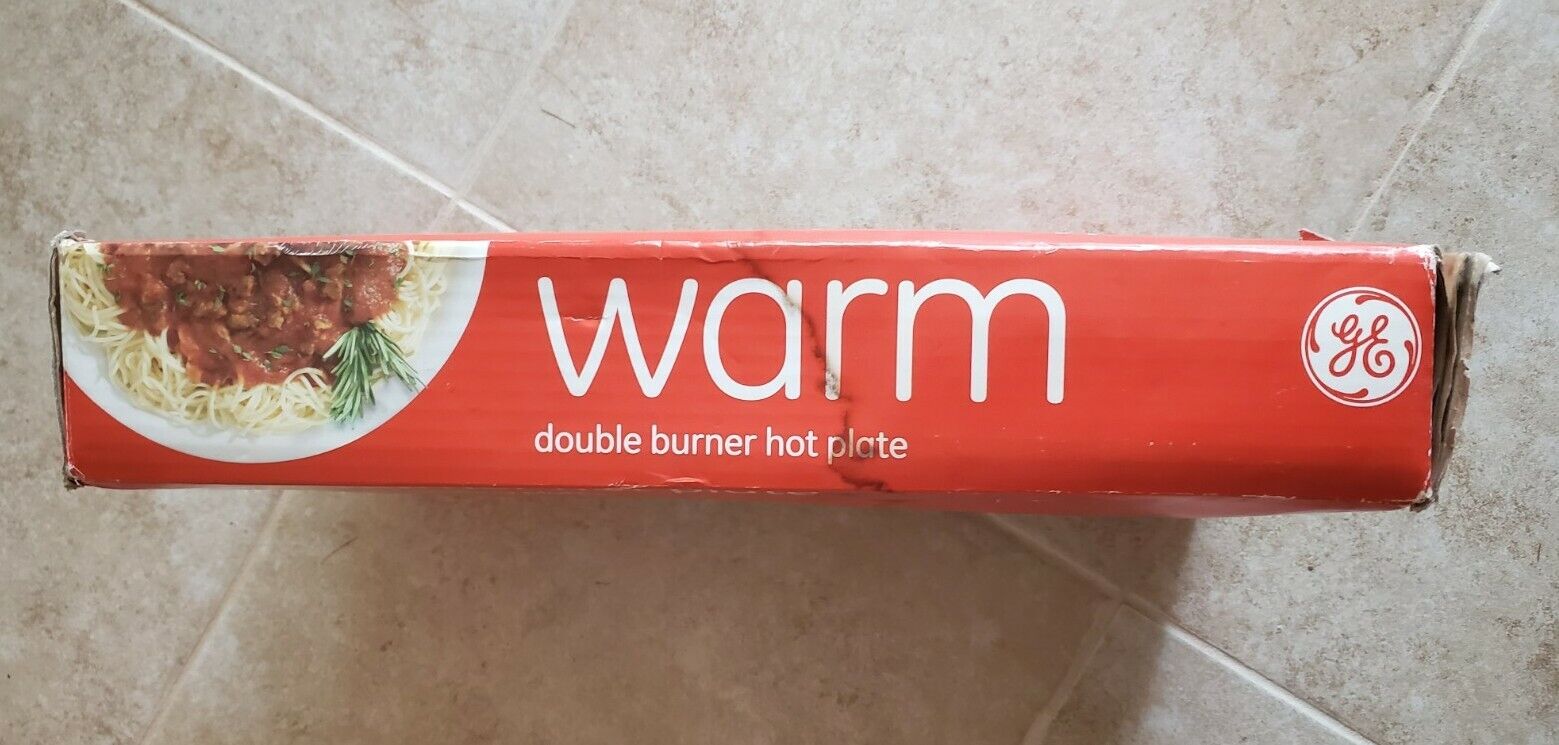 warm
double burner hot plate
GE